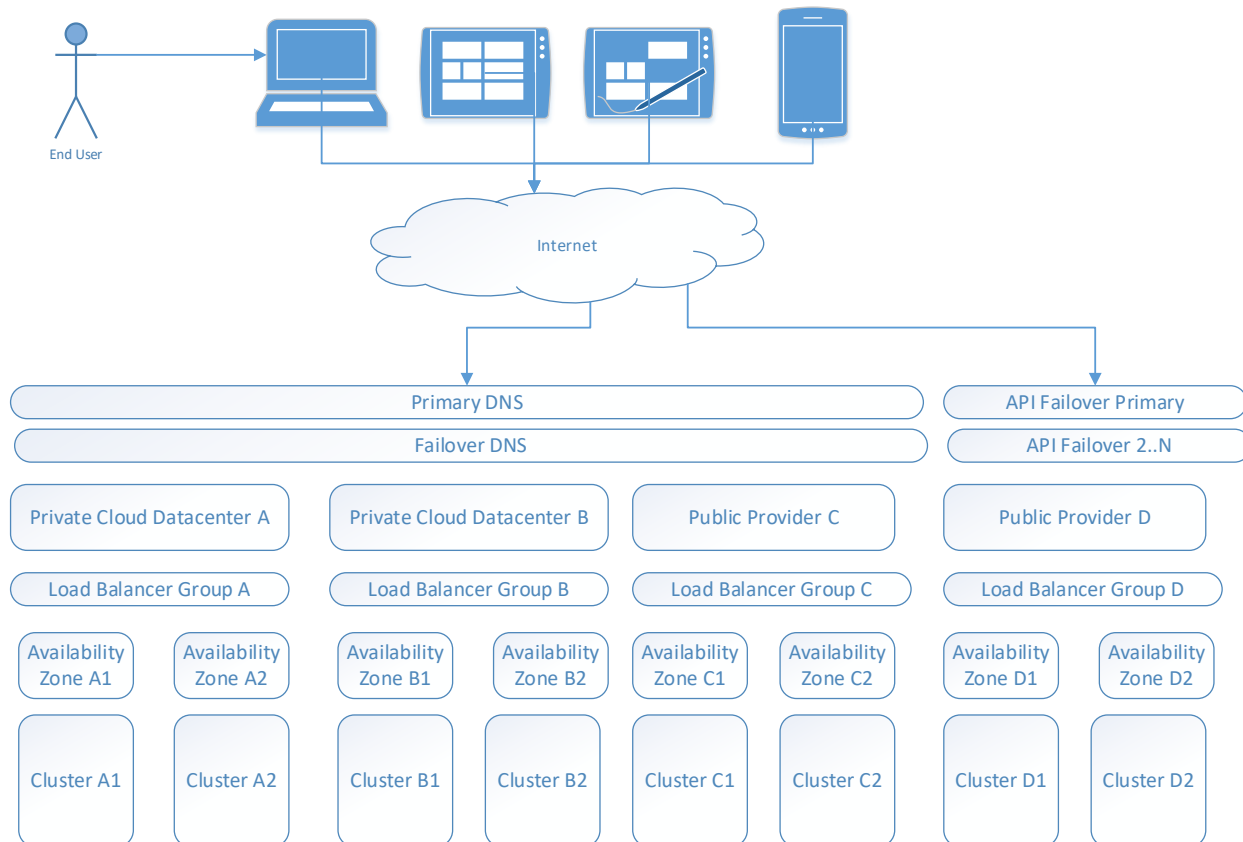 End User
Internet
Primary DNS
API Failover Primary
Failover DNS
API Failover 2..N
Private Cloud Datacenter A
Private Cloud Datacenter B
Public Provider C
Public Provider D
Load Balancer Group A
Load Balancer Group B
Load Balancer Group C
Load Balancer Group D
Availability
Zone A1
Availability
Zone A2
Availability
Zone B1
Availability
Zone B2
Availability
Zone C1
Availability
Zone C2
Availability
Zone D1
Availability
Zone D2
Cluster A1
Cluster A2
Cluster B1
Cluster B2
Cluster C1
Cluster C2
Cluster D1
Cluster D2